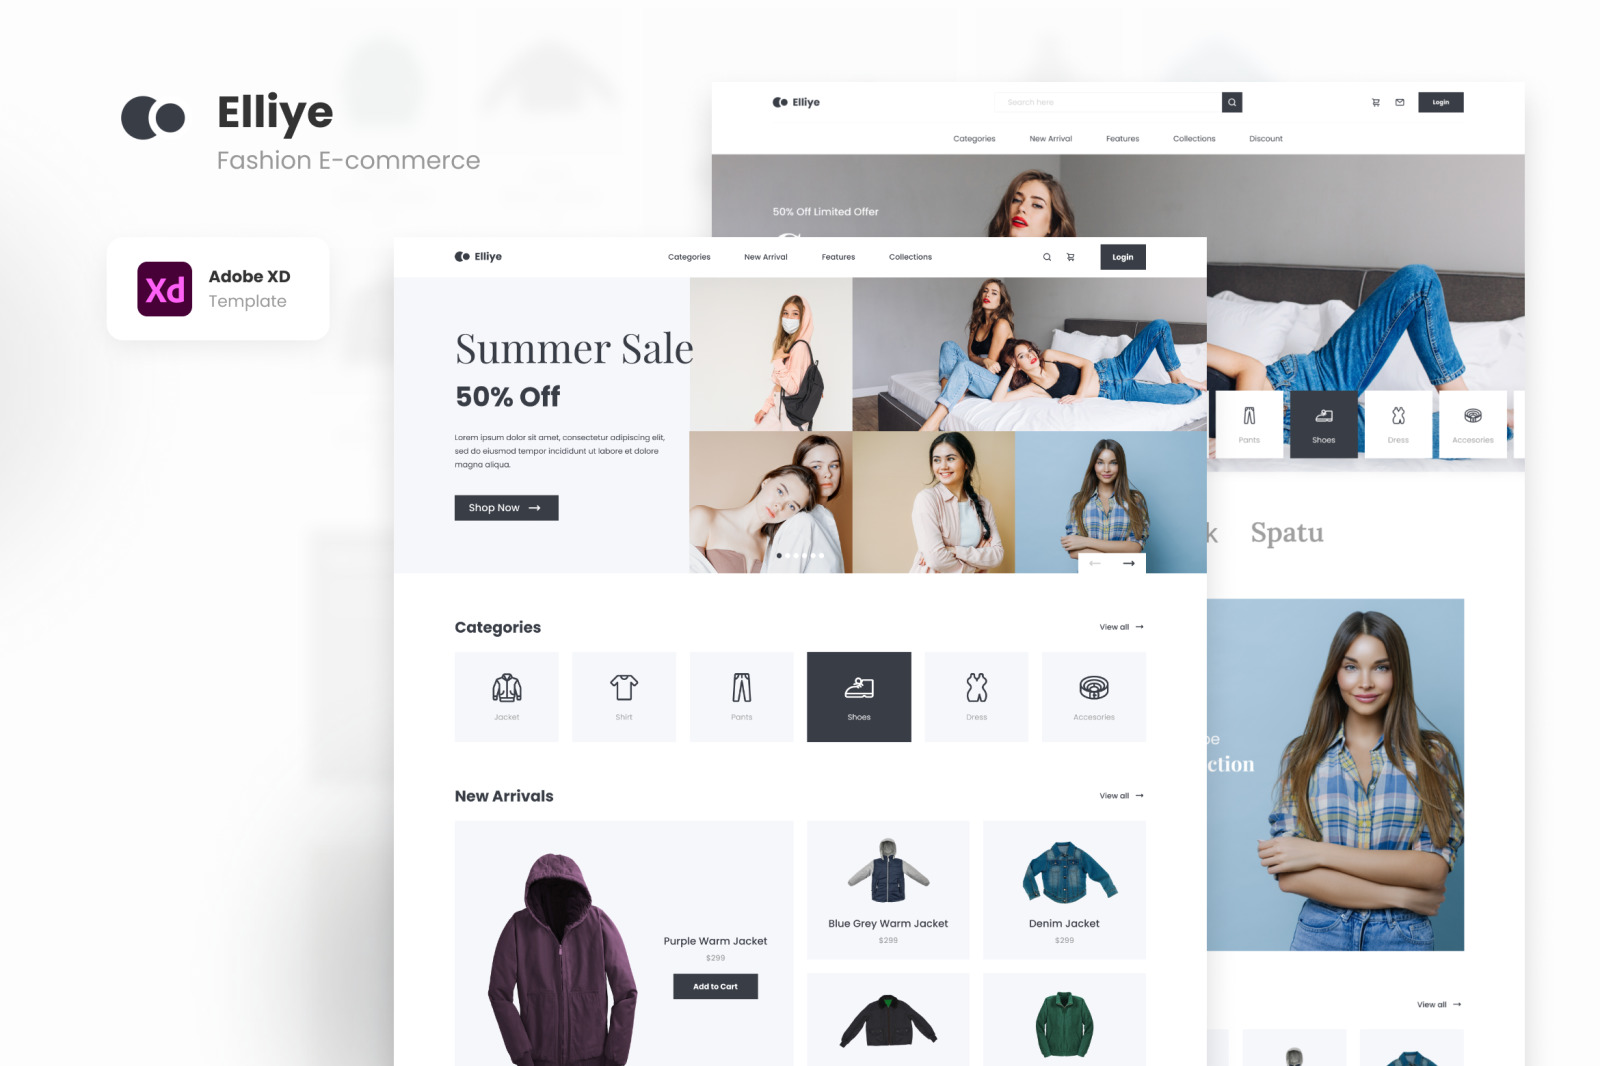 Elliye
Fashion E-commerce
Xd
Adobe XD
Template
Elliye
Search here
Login
Categories
New Arrival
Features
Collections
Discount
50% Off Limited Offer
Pants
Shoes
Dress
Accesories
k
Spatu
be
ction
View all
Elliye
Categories
New Arrival
Features
Collections
Login
Summer Sale
50% Off
Lorem ipsum dolor sit amet, consectetur adipiscing elit,
sed do eiusmod tempor incididunt ut labore et dolore
magna aliqua.
Shop Now
Categories
View all
Jacket
Shirt
Pants
Shoes
Dress
Accesories
New Arrivals
View all
Purple Warm Jacket
$299
Add to Cart
Blue Grey Warm Jacket
$299
Denim Jacket
$299